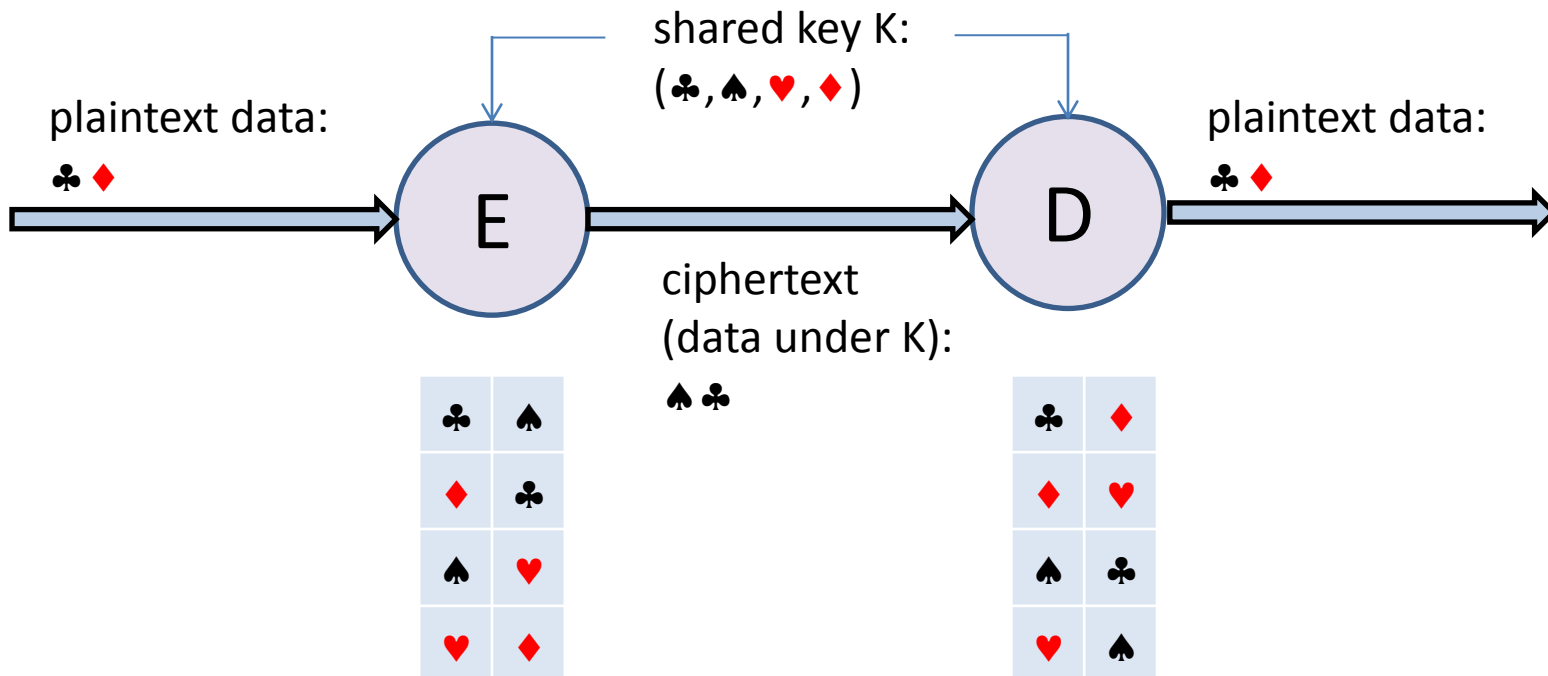 shared key K:
(♣,♠,♥,♦)
plaintext data:
♣♦
plaintext data:
♣♦
E
D
ciphertext
(data under K):
♠♣
♣ ♠
♦ ♣
♠ ♥
♥ ♦
♣ ♦
♦ ♥
♠ ♣
♥ ♠